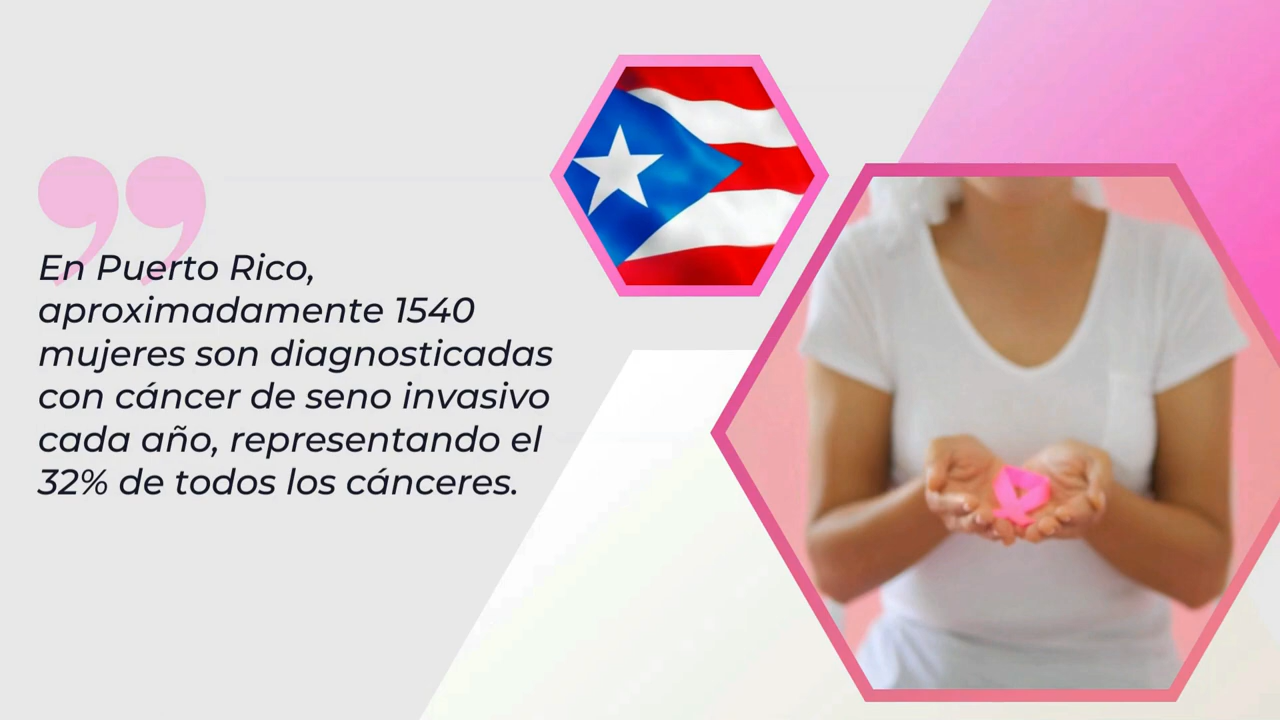 En Puerto Rico,
aproximadamente 1540
mujeres son diagnosticadas
con cáncer de seno invasivo
cada año, representando el
32% de todos los cánceres.